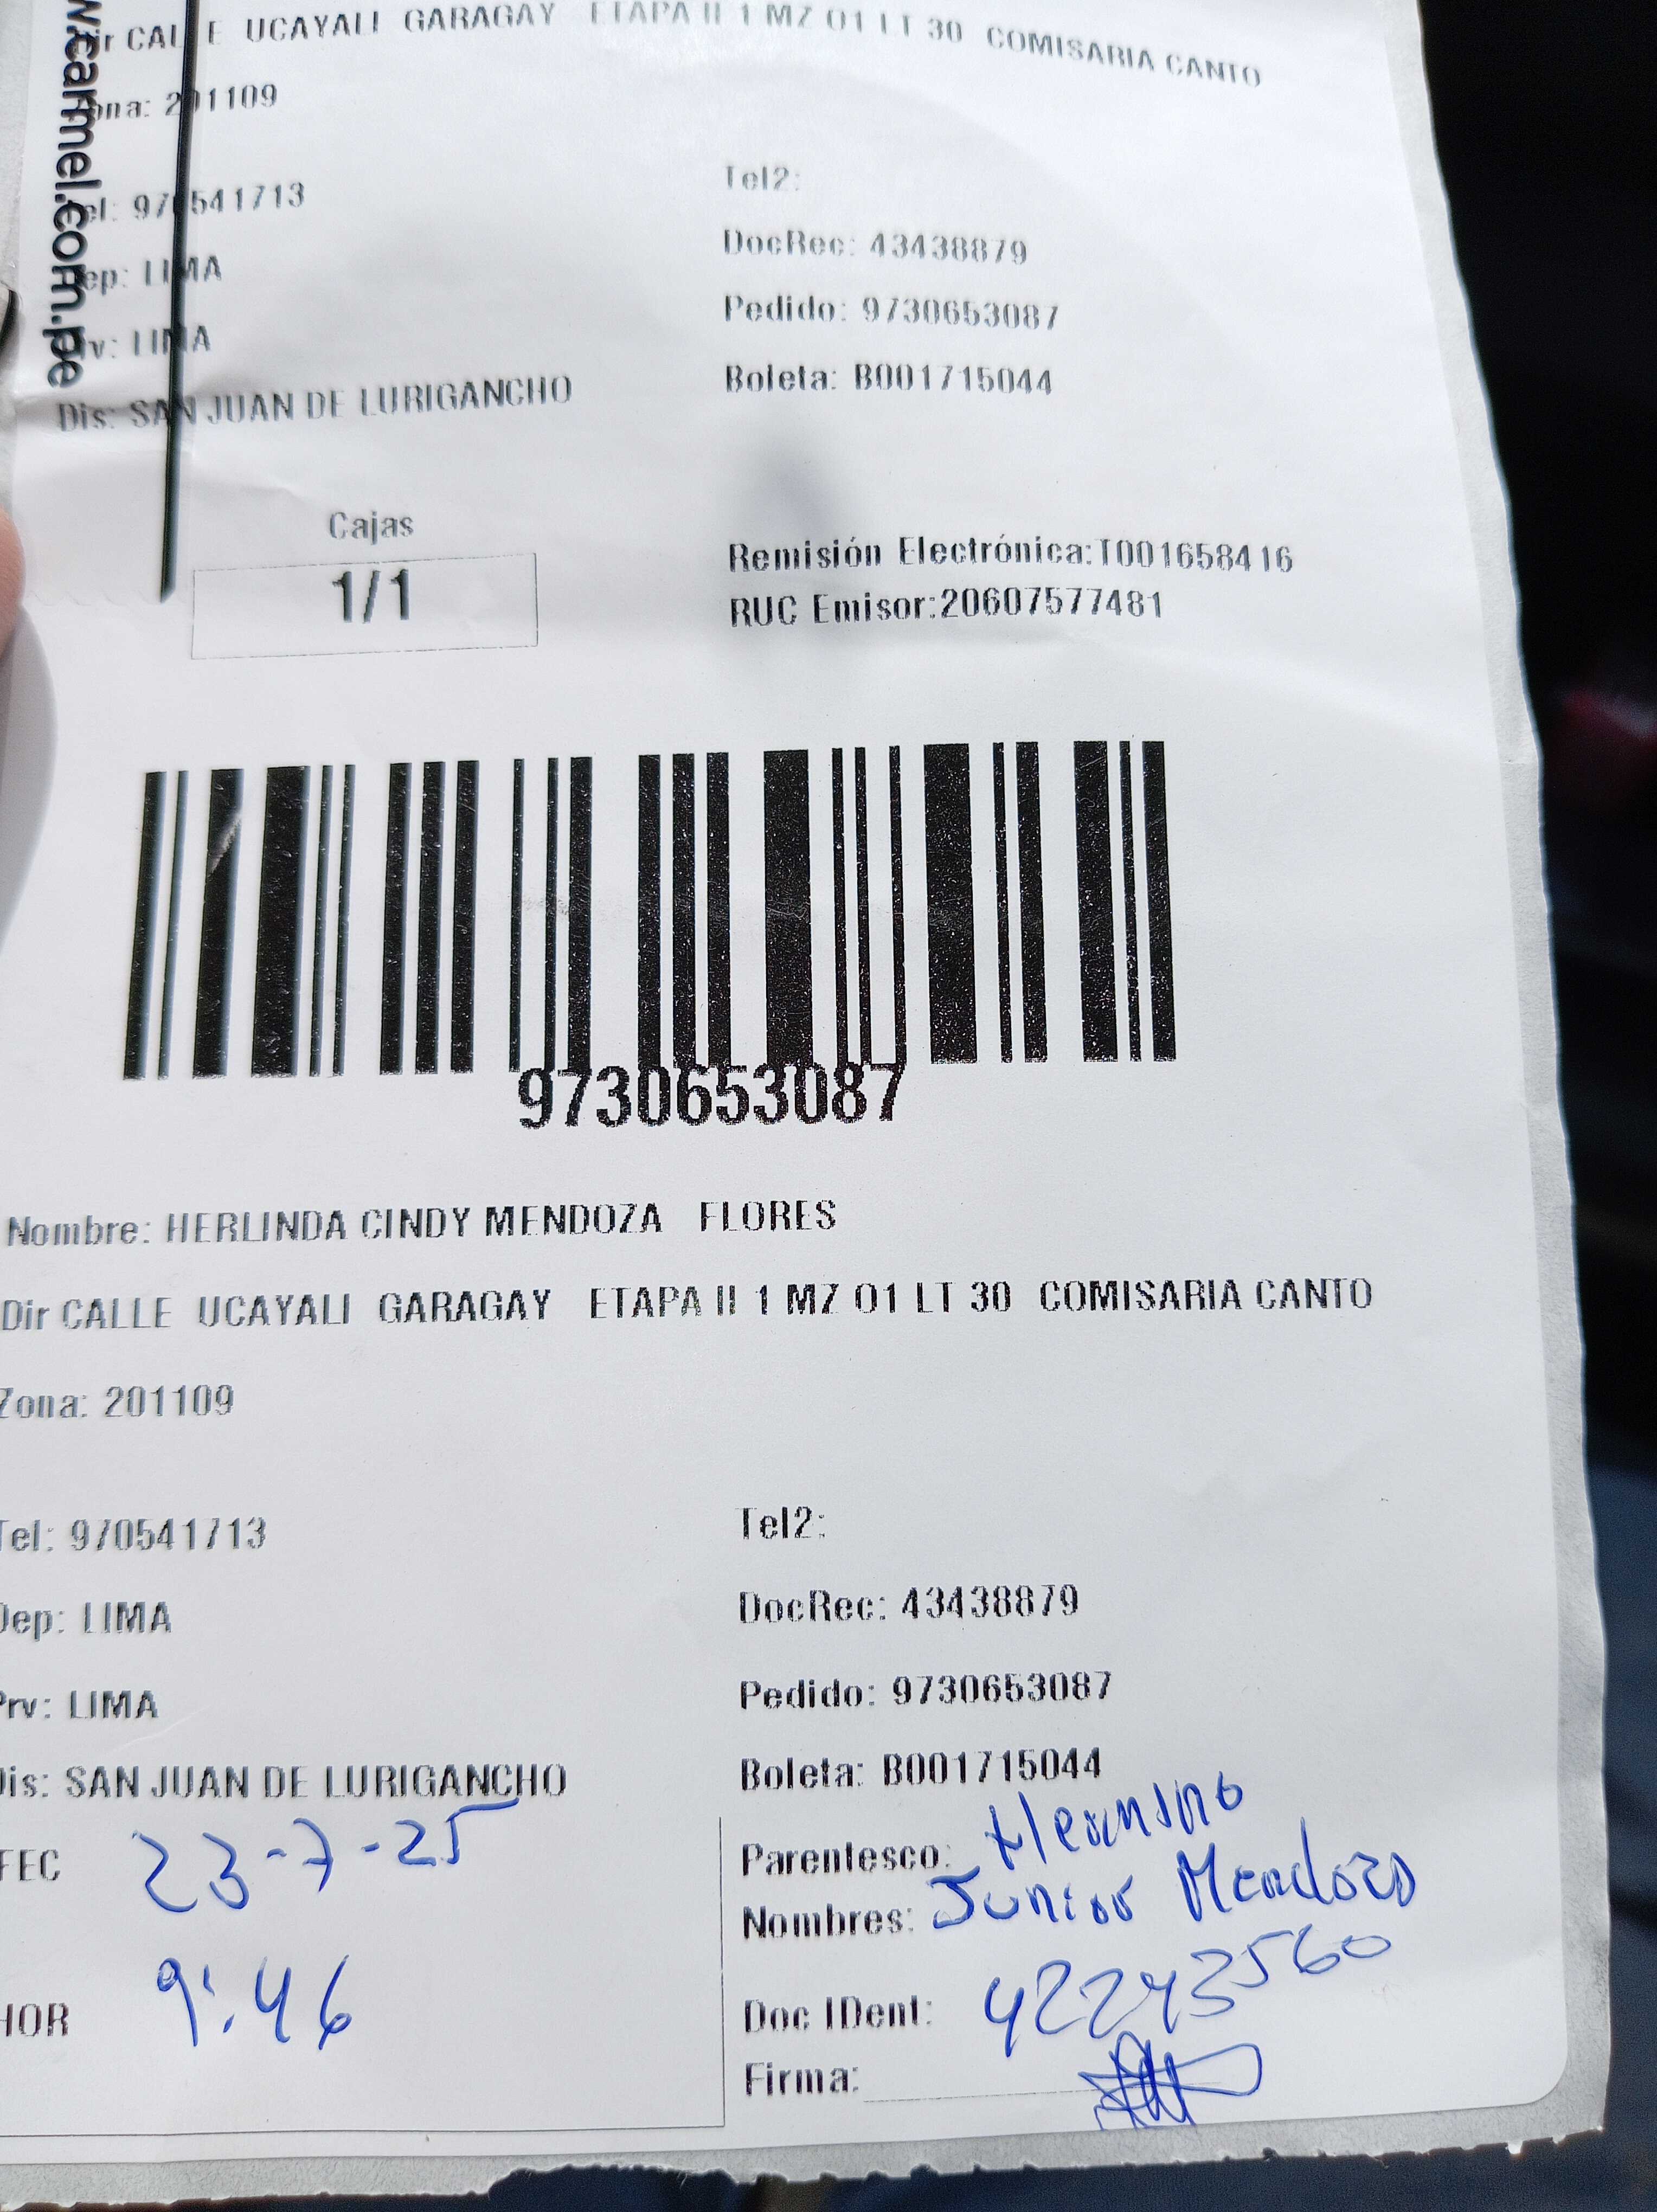 w.carmel.com.pe
Dir CALLE UCAYALI GARAGAY ETAPA II 1 MZ O1 LT 30 COMISARIA CANTO
Zona: 201109
Tel: 970541713 Tel2:
DocRec: 43438879
Dep: LIMA
Pedido: 9730653087
Prv: LIMA
Boleta: B001715044
Dis: SAN JUAN DE LURIGANCHO
Cajas
1/1
Remisión Electrónica:T001658416
RUC Emisor:20607577481
9730653087
Nombre: HERLINDA CINDY MENDOZA FLORES
Dir CALLE UCAYALI GARAGAY ETAPA II 1 MZ O1 LT 30 COMISARIA CANTO
Zona: 201109
Tel: 970541713 Tel2:
Dep: LIMA DocRec: 43438879
Prv: LIMA Pedido: 9730653087
Dis: SAN JUAN DE LURIGANCHO Boleta: B001715044
FEC 23-7-25 Parentesco: Hermano
Nombres: Junior Mendoza
HOR 9:46 Doc IDent: 42243560
Firma: